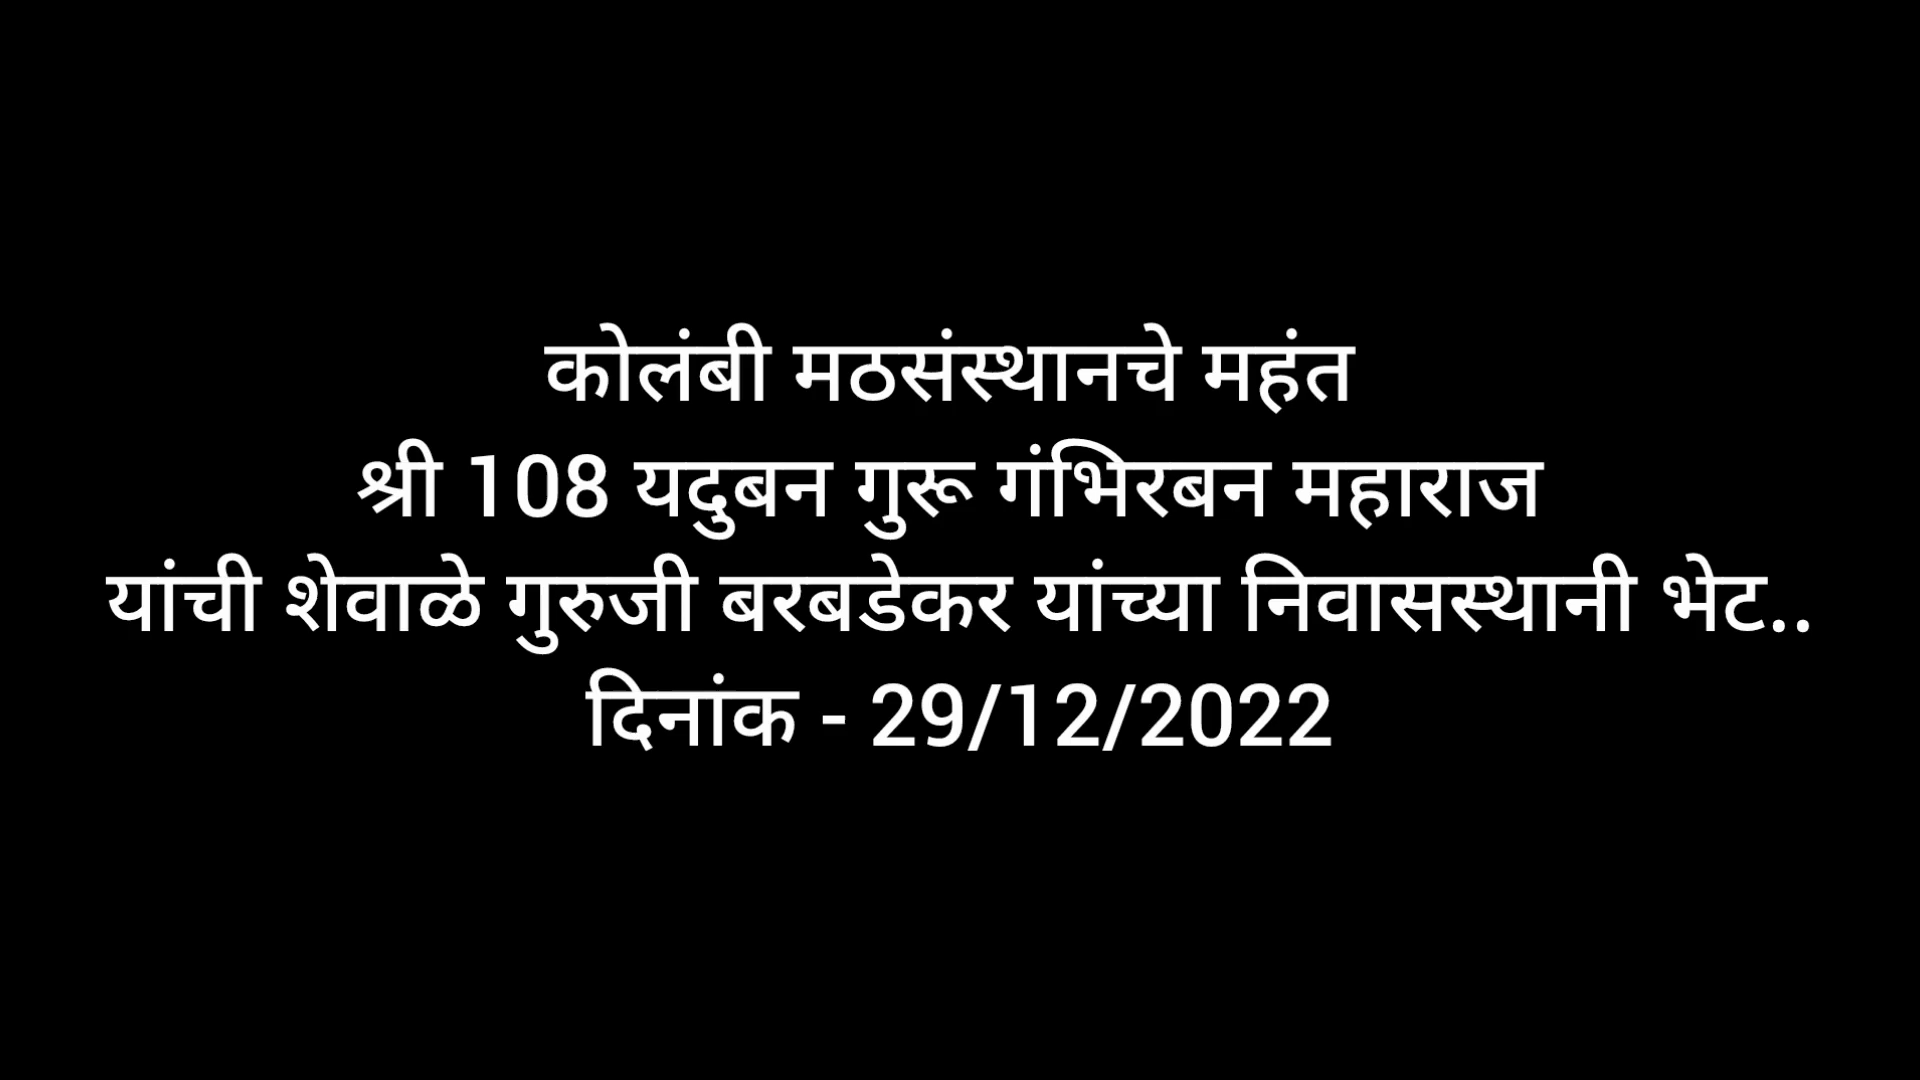 कोलंबी मठसंस्थानचे महंत
श्री 108 यदुबन गुरू गंभिरबन महाराज
यांची शेवाळे गुरुजी बरबडेकर यांच्या निवासस्थानी भेट..
दिनांक - 29/12/2022